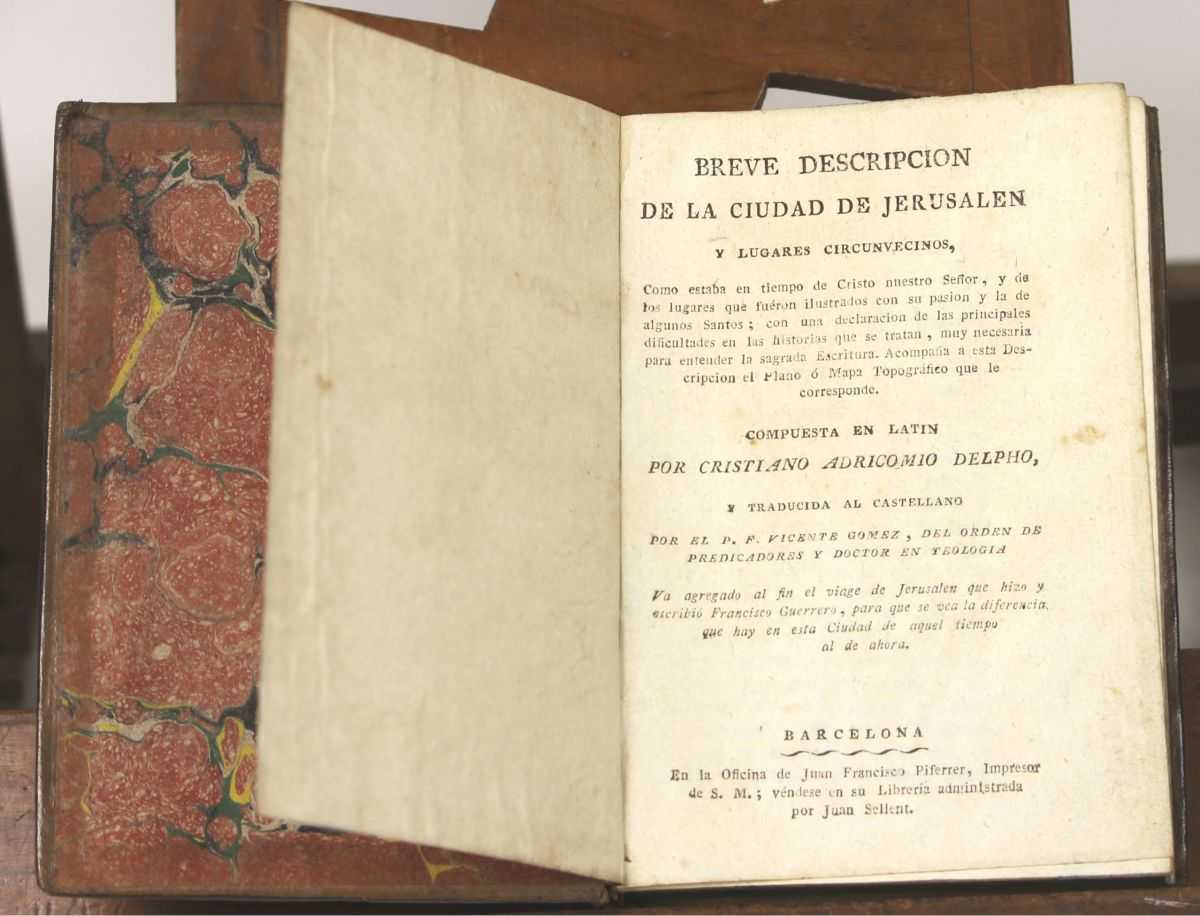 BREVE DESCRIPCION
DE LA CIUDAD DE JERUSALEN
Y LUGARES CIRCUNVECINOS,
Como estaba en tiempo de Cristo nuestro Señor, y de
los lugares que fuéron ilustrados con su pasion y la de
algunos Santos; con una declaracion de las principales
dificultades en las historias que se tratan, muy necesaria
para entender la sagrada Escritura. Acompaña a esta Des-
cripcion el Plano ó Mapa Topográfico que le
corresponde.
COMPUESTA EN LATIN
POR CRISTIANO ADRICOMIO DELPHO,
Y TRADUCIDA AL CASTELLANO
POR EL P. F. VICENTE GOMEZ, DEL ORDEN DE
PREDICADORES Y DOCTOR EN TEOLOGIA
Va agregado al fin el viage de Jerusalen que hizo y
escribió Francisco Guerrero, para que se vea la diferencia,
que hay en esta Ciudad de aquel tiempo
al de ahora.
BARCELONA
En la Oficina de Juan Francisco Piferrer, Impresor
de S. M.; véndese en su Librería administrada
por Juan Sellent.